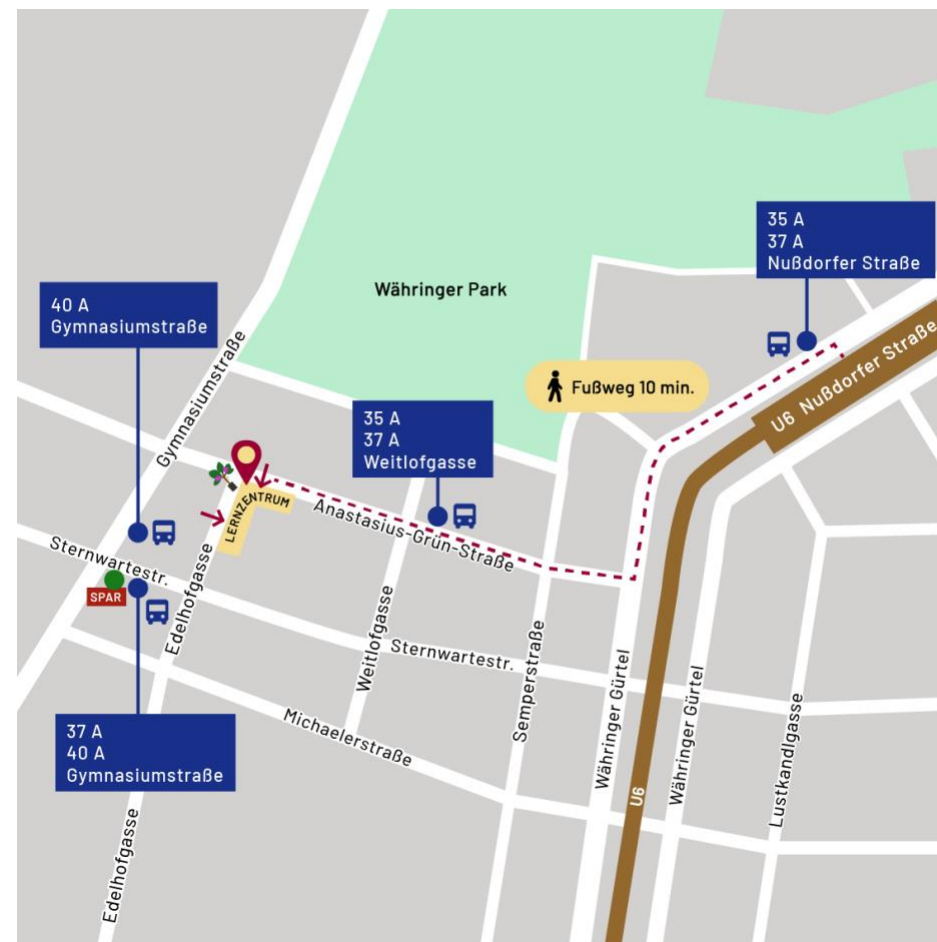 35 A
37 A
Nußdorfer Straße
Währinger Park
40 A
Gymnasiumstraße
U6 Nußdorfer Straße
Gymnasiumstraße
Fußweg 10 min.
35 A
37 A
Weitlofgasse
LERNZENTRUM
Anastasius-Grün-Straße
Sternwartestr.
SPAR
Edelhofgasse
Weitlofgasse
Sternwartestr.
Semperstraße
Währinger Gürtel
Währinger Gürtel
Lustkandlgasse
Michaelerstraße
37 A
40 A
Gymnasiumstraße
U6
Edelhofgasse